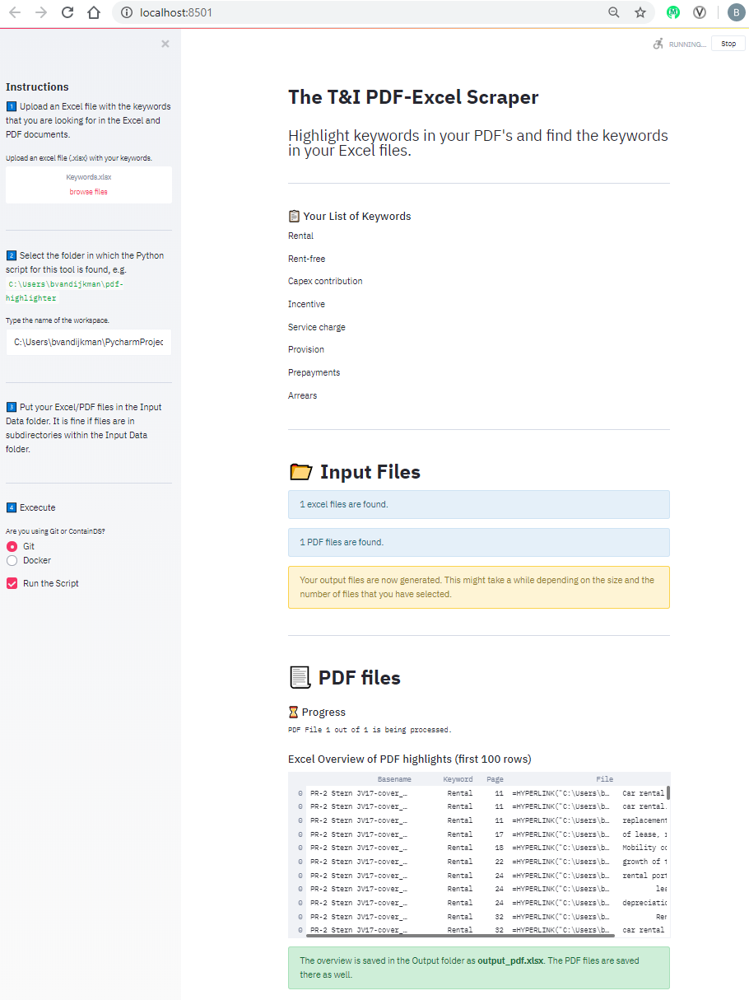 localhost:8501
M
V
B
RUNNING...
Stop
×
Instructions
1 Upload an Excel file with the keywords
that you are looking for in the Excel and
PDF documents.
Upload an excel file (.xlsx) with your keywords.
Keywords.xlsx
browse files
2 Select the folder in which the Python
script for this tool is found, e.g.
C:\Users\bvandijkman\pdf-
highlighter
Type the name of the workspace.
C:\Users\bvandijkman\PycharmProjec
3 Put your Excel/PDF files in the Input
Data folder. It is fine if files are in
subdirectories within the Input Data
folder.
4 Excecute
Are you using Git or ContainDS?
Git
Docker
Run the Script
The T&I PDF-Excel Scraper
Highlight keywords in your PDF's and find the keywords
in your Excel files.
Your List of Keywords
Rental
Rent-free
Capex contribution
Incentive
Service charge
Provision
Prepayments
Arrears
Input Files
1 excel files are found.
1 PDF files are found.
Your output files are now generated. This might take a while depending on the size and the
number of files that you have selected.
PDF files
Progress
PDF File 1 out of 1 is being processed.
Excel Overview of PDF highlights (first 100 rows)
Basename Keyword Page File
0 PR-2 Stern JV17-cover_… Rental 11 =HYPERLINK("C:\Users\b… Car rental
0 PR-2 Stern JV17-cover_… Rental 11 =HYPERLINK("C:\Users\b… car rental.
0 PR-2 Stern JV17-cover_… Rental 11 =HYPERLINK("C:\Users\b… replacement
0 PR-2 Stern JV17-cover_… Rental 17 =HYPERLINK("C:\Users\b… of lease,
0 PR-2 Stern JV17-cover_… Rental 18 =HYPERLINK("C:\Users\b… Mobility co
0 PR-2 Stern JV17-cover_… Rental 22 =HYPERLINK("C:\Users\b… growth of
0 PR-2 Stern JV17-cover_… Rental 24 =HYPERLINK("C:\Users\b… rental port
0 PR-2 Stern JV17-cover_… Rental 24 =HYPERLINK("C:\Users\b… lea
0 PR-2 Stern JV17-cover_… Rental 24 =HYPERLINK("C:\Users\b… depreciatio
0 PR-2 Stern JV17-cover_… Rental 32 =HYPERLINK("C:\Users\b… Ren
0 PR-2 Stern JV17-cover_… Rental 32 =HYPERLINK("C:\Users\b… car rental
The overview is saved in the Output folder as output_pdf.xlsx. The PDF files are saved
there as well.